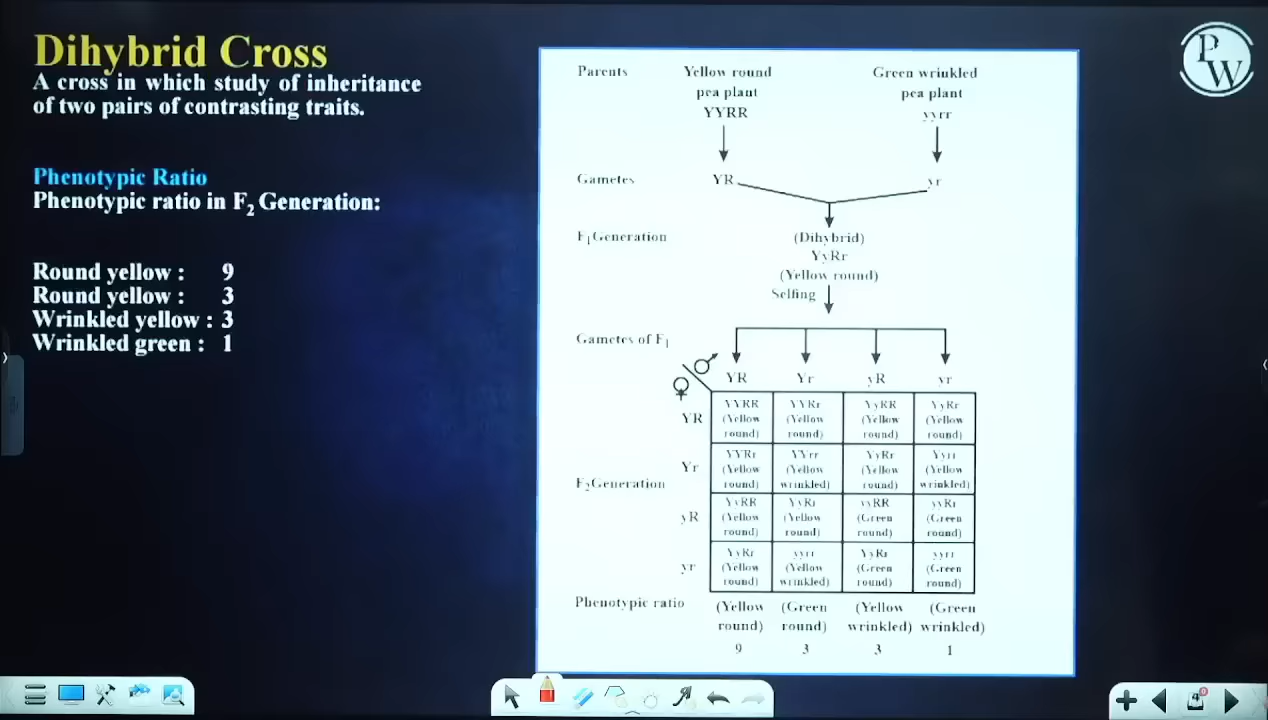 Dihybrid Cross
A cross in which study of inheritance
of two pairs of contrasting traits.
Phenotypic Ratio
Phenotypic ratio in F₂ Generation:
Round yellow : 9
Round yellow : 3
Wrinkled yellow : 3
Wrinkled green : 1
PW
Parents Yellow round Green wrinkled
pea plant pea plant
YYRR yyrr
Gametes YR yr
F₁Generation (Dihybrid)
YyRr
(Yellow round)
Selfing
Gametes of F₁
♂ YR Yr yR yr
♀
YR YYRR YYRr YyRR YyRr
(Yellow (Yellow (Yellow (Yellow
round) round) round) round)
Yr YYRr YYrr YyRr Yyrr
(Yellow (Yellow (Yellow (Yellow
round) wrinkled) round) wrinkled)
F₂Generation
yR YyRR YyRr yyRR yyRr
(Yellow (Yellow (Green (Green
round) round) round) round)
yr YyRr yyrr YyRr yyrr
(Yellow (Yellow (Green (Green
round) wrinkled) round) round)
Phenotypic ratio (Yellow (Green (Yellow (Green
round) round) wrinkled) wrinkled)
9 3 3 1